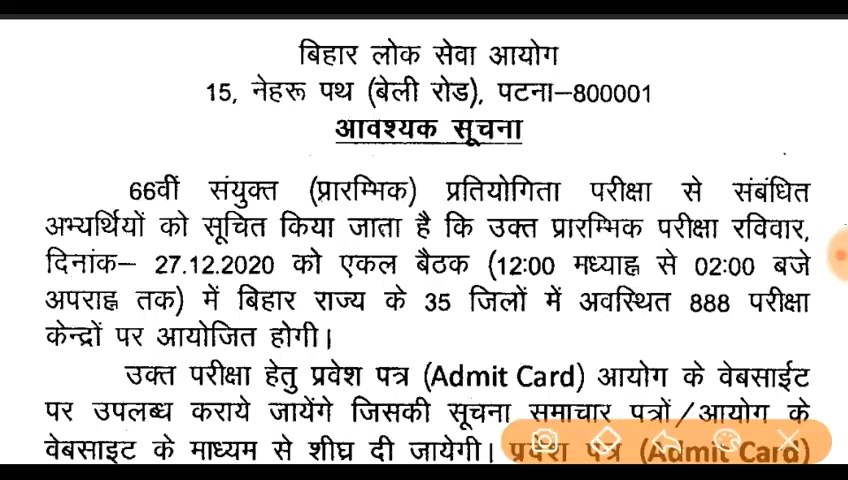 बिहार लोक सेवा आयोग
15, नेहरू पथ (बेली रोड), पटना–800001
आवश्यक सूचना
66वीं संयुक्त (प्रारम्भिक) प्रतियोगिता परीक्षा से संबंधित
अभ्यर्थियों को सूचित किया जाता है कि उक्त प्रारम्भिक परीक्षा रविवार,
दिनांक– 27.12.2020 को एकल बैठक (12:00 मध्याह्न से 02:00 बजे
अपराह्न तक) में बिहार राज्य के 35 जिलों में अवस्थित 888 परीक्षा
केन्द्रों पर आयोजित होगी।
उक्त परीक्षा हेतु प्रवेश पत्र (Admit Card) आयोग के वेबसाईट
पर उपलब्ध कराये जायेंगे जिसकी सूचना समाचार पत्रों/आयोग के
वेबसाइट के माध्यम से शीघ्र दी जायेगी। प्रवेश पत्र (Admit Card)